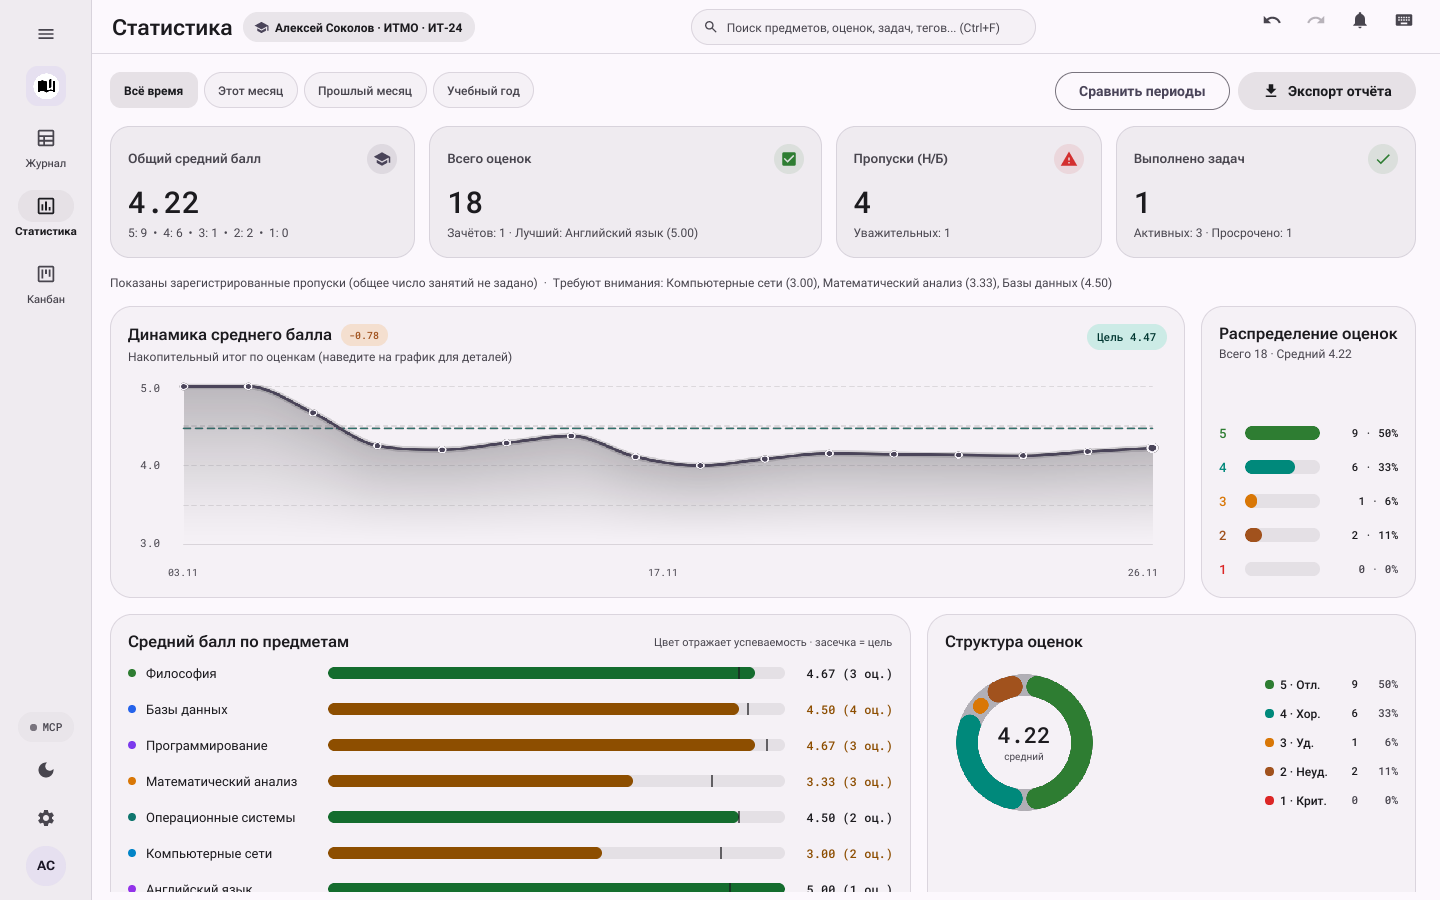 Статистика
Алексей Соколов · ИТМО · ИТ-24
Поиск предметов, оценок, задач, тегов... (Ctrl+F)
Журнал
Статистика
Канбан
MCP
АС
Всё время
Этот месяц
Прошлый месяц
Учебный год
Сравнить периоды
Экспорт отчёта
Общий средний балл
4.22
5: 9 • 4: 6 • 3: 1 • 2: 2 • 1: 0
Всего оценок
18
Зачётов: 1 · Лучший: Английский язык (5.00)
Пропуски (Н/Б)
4
Уважительных: 1
Выполнено задач
1
Активных: 3 · Просрочено: 1
Показаны зарегистрированные пропуски (общее число занятий не задано) · Требуют внимания: Компьютерные сети (3.00), Математический анализ (3.33), Базы данных (4.50)
Динамика среднего балла
-0.78
Цель 4.47
Накопительный итог по оценкам (наведите на график для деталей)
5.0
4.0
3.0
03.11
17.11
26.11
Распределение оценок
Всего 18 · Средний 4.22
5 9 · 50%
4 6 · 33%
3 1 · 6%
2 2 · 11%
1 0 · 0%
Средний балл по предметам
Цвет отражает успеваемость · засечка = цель
Философия 4.67 (3 оц.)
Базы данных 4.50 (4 оц.)
Программирование 4.67 (3 оц.)
Математический анализ 3.33 (3 оц.)
Операционные системы 4.50 (2 оц.)
Компьютерные сети 3.00 (2 оц.)
Английский язык 5.00 (1 оц.)
Структура оценок
4.22
средний
5 · Отл. 9 50%
4 · Хор. 6 33%
3 · Уд. 1 6%
2 · Неуд. 2 11%
1 · Крит. 0 0%